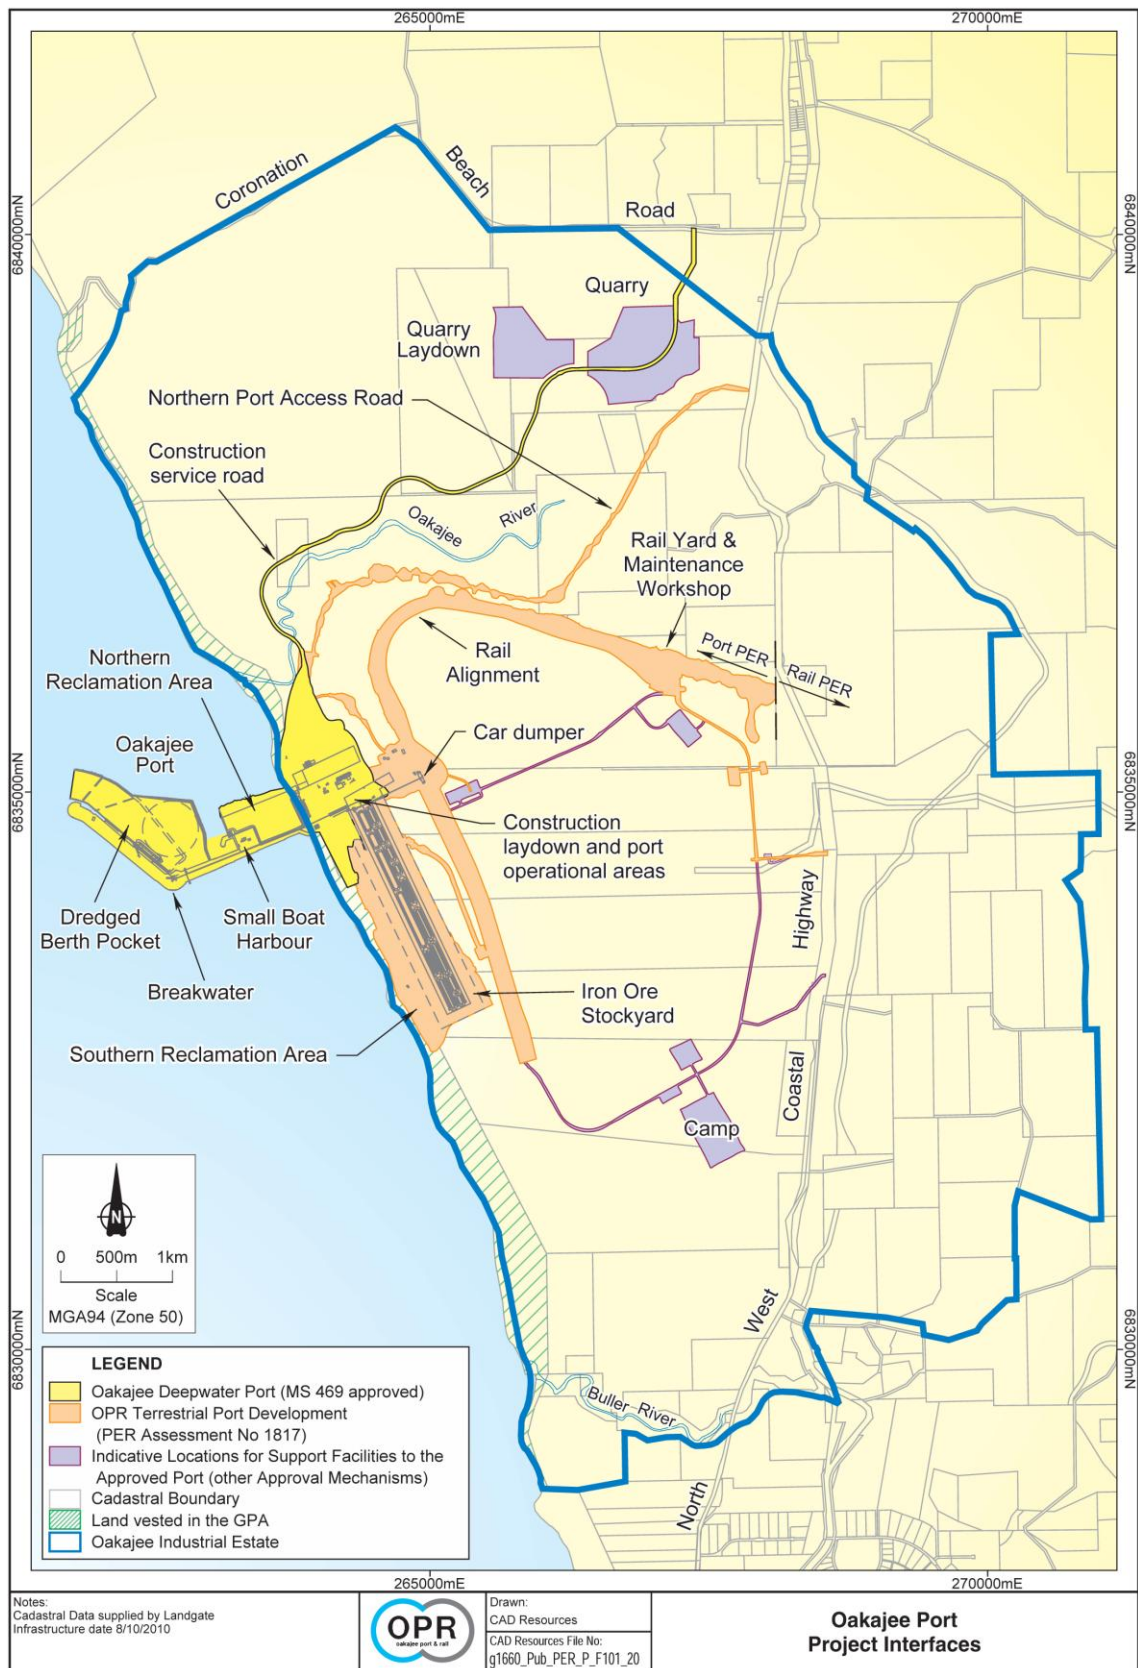 265000mE
270000mE
6840000mN
6840000mN
Coronation
Beach
Road
Quarry
Quarry
Laydown
Northern Port Access Road
Construction
service road
Oakajee
River
Rail Yard &
Maintenance
Workshop
Port PER
Rail PER
Rail
Alignment
Northern
Reclamation Area
Car dumper
Oakajee
Port
6835000mN
6835000mN
Construction
laydown and port
operational areas
Dredged
Berth Pocket
Small Boat
Harbour
Highway
Breakwater
Iron Ore
Stockyard
Southern Reclamation Area
Coastal
Camp
N
0 500m 1km
Scale
MGA94 (Zone 50)
West
6830000mN
6830000mN
LEGEND
Oakajee Deepwater Port (MS 469 approved)
OPR Terrestrial Port Development
(PER Assessment No 1817)
Indicative Locations for Support Facilities to the
Approved Port (other Approval Mechanisms)
Cadastral Boundary
Land vested in the GPA
Oakajee Industrial Estate
Buller River
North
265000mE
270000mE
Notes:
Cadastral Data supplied by Landgate
Infrastructure date 8/10/2010
OPR
oakajee port & rail
Drawn:
CAD Resources
CAD Resources File No:
g1660_Pub_PER_P_F101_20
Oakajee Port
Project Interfaces